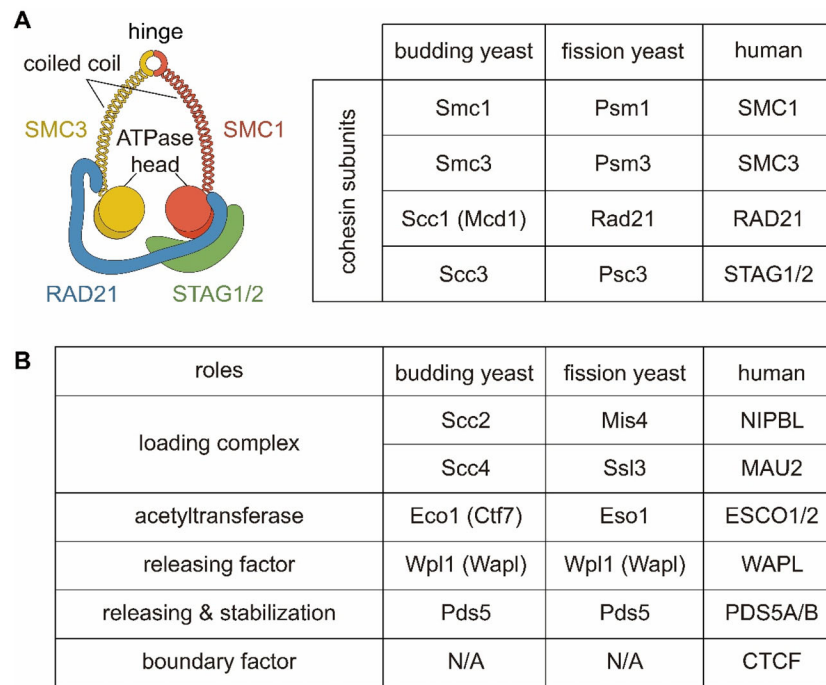 A
hinge
coiled coil
SMC3
ATPase
head
SMC1
RAD21
STAG1/2
budding yeast fission yeast human
cohesin subunits
Smc1 Psm1 SMC1
Smc3 Psm3 SMC3
Scc1 (Mcd1) Rad21 RAD21
Scc3 Psc3 STAG1/2
B
roles budding yeast fission yeast human
loading complex
Scc2 Mis4 NIPBL
Scc4 Ssl3 MAU2
acetyltransferase Eco1 (Ctf7) Eso1 ESCO1/2
releasing factor Wpl1 (Wapl) Wpl1 (Wapl) WAPL
releasing & stabilization Pds5 Pds5 PDS5A/B
boundary factor N/A N/A CTCF